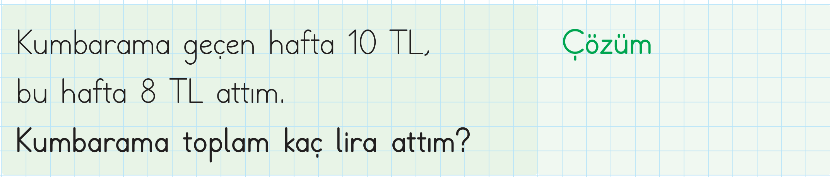 Kumbarama geçen hafta 10 TL,
bu hafta 8 TL attım.
Kumbarama toplam kaç lira attım?
Çözüm